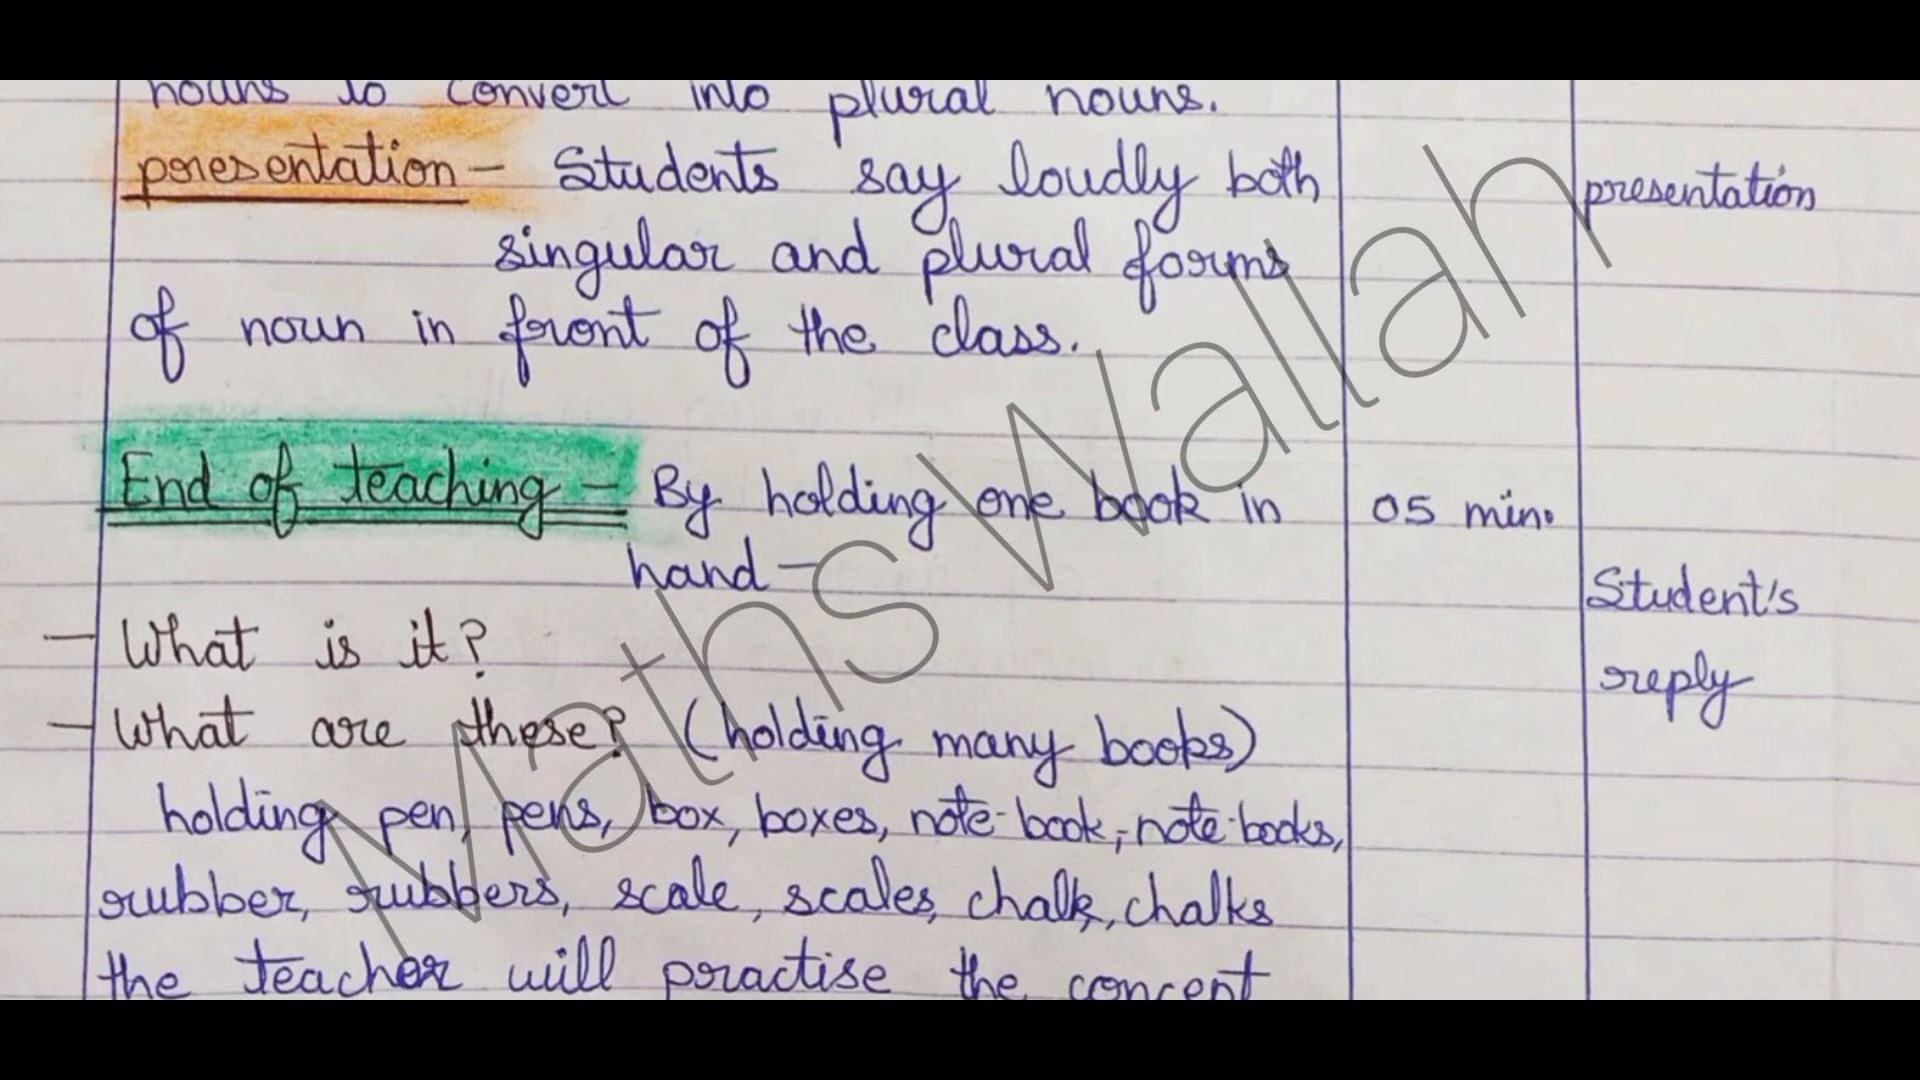 nouns to convert into plural nouns.
presentation - Students say loudly both
presentation
singular and plural forms
of noun in front of the class.
End of teaching - By holding one book in
05 min.
hand -
Student's
- What is it?
reply
- What are these? (holding many books)
holding pen, pens, box, boxes, note-book, note-books,
rubber, rubbers, scale, scales, chalk, chalks
the teacher will practise the concept
Maths Wallah